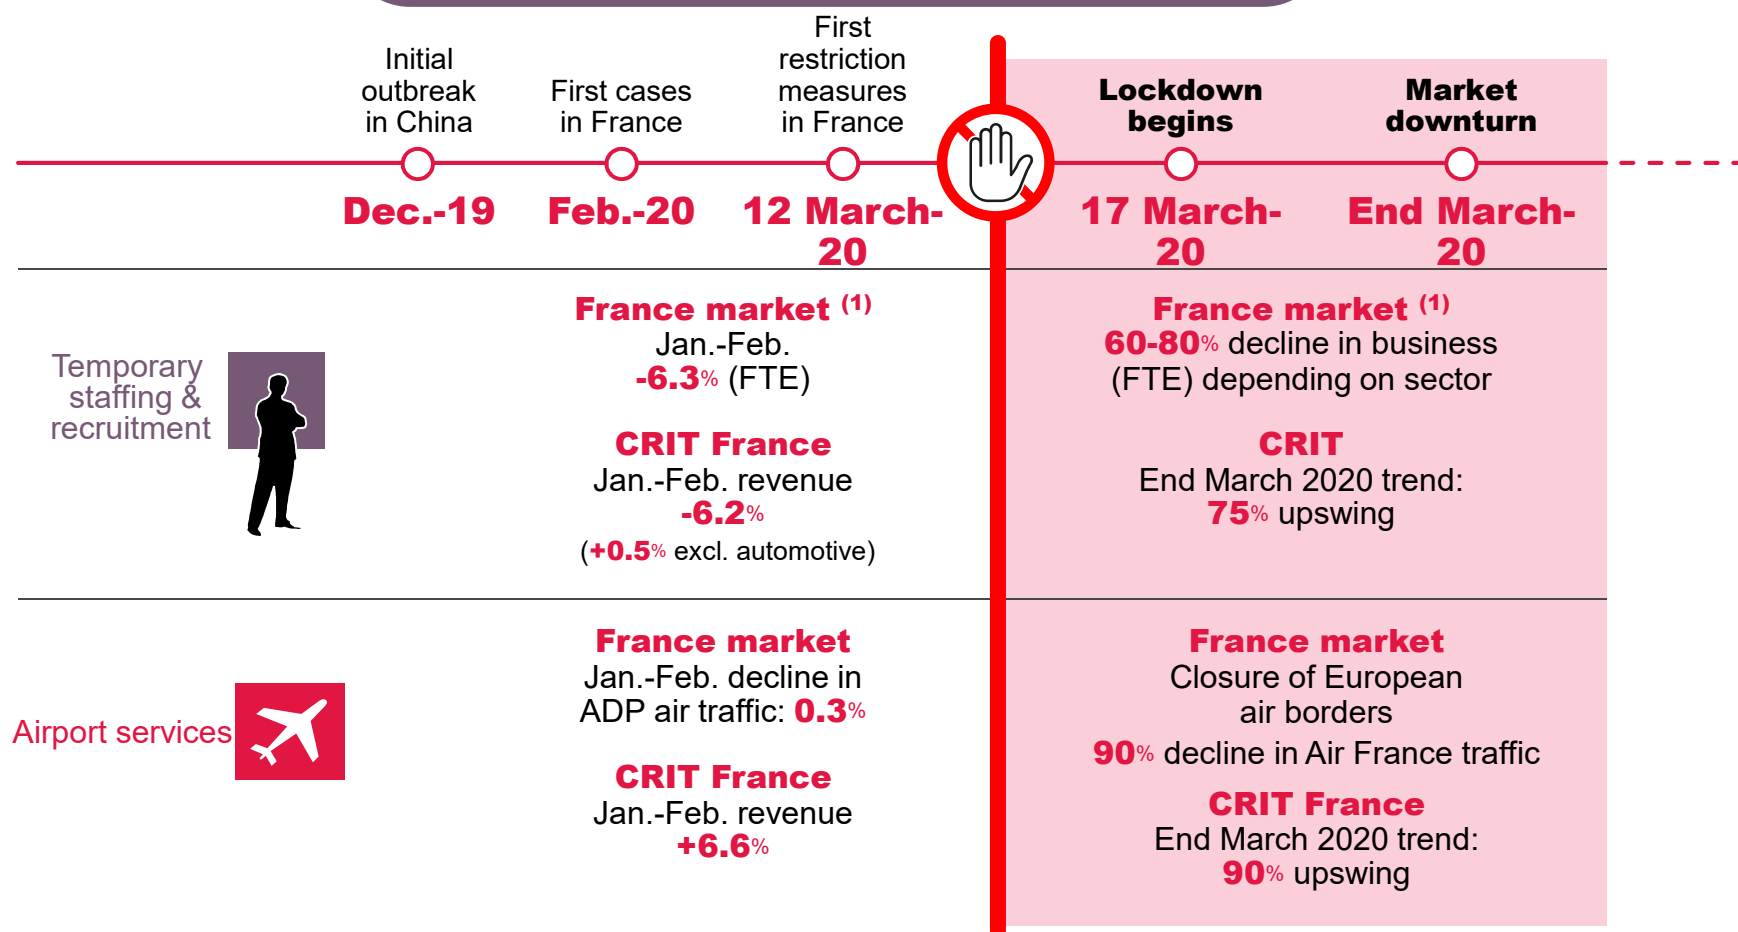 Initial
outbreak
in China
First cases
in France
First
restriction
measures
in France
Lockdown
begins
Market
downturn
Dec.-19
Feb.-20
12 March-
20
17 March-
20
End March-
20
Temporary
staffing &
recruitment
France market (1)
Jan.-Feb.
-6.3% (FTE)
CRIT France
Jan.-Feb. revenue
-6.2%
(+0.5% excl. automotive)
France market (1)
60-80% decline in business
(FTE) depending on sector
CRIT
End March 2020 trend:
75% upswing
Airport services
France market
Jan.-Feb. decline in
ADP air traffic: 0.3%
CRIT France
Jan.-Feb. revenue
+6.6%
France market
Closure of European
air borders
90% decline in Air France traffic
CRIT France
End March 2020 trend:
90% upswing